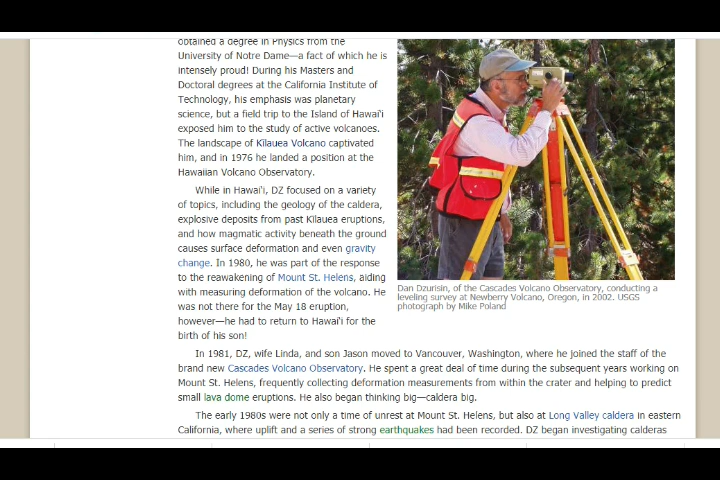 obtained a degree in Physics from the
University of Notre Dame—a fact of which he is
intensely proud! During his Masters and
Doctoral degrees at the California Institute of
Technology, his emphasis was planetary
science, but a field trip to the Island of Hawai'i
exposed him to the study of active volcanoes.
The landscape of Kīlauea Volcano captivated
him, and in 1976 he landed a position at the
Hawaiian Volcano Observatory.
While in Hawai'i, DZ focused on a variety
of topics, including the geology of the caldera,
explosive deposits from past Kīlauea eruptions,
and how magmatic activity beneath the ground
causes surface deformation and even gravity
change. In 1980, he was part of the response
to the reawakening of Mount St. Helens, aiding
with measuring deformation of the volcano. He
was not there for the May 18 eruption,
however—he had to return to Hawai'i for the
birth of his son!
Dan Dzurisin, of the Cascades Volcano Observatory, conducting a
leveling survey at Newberry Volcano, Oregon, in 2002. USGS
photograph by Mike Poland
In 1981, DZ, wife Linda, and son Jason moved to Vancouver, Washington, where he joined the staff of the
brand new Cascades Volcano Observatory. He spent a great deal of time during the subsequent years working on
Mount St. Helens, frequently collecting deformation measurements from within the crater and helping to predict
small lava dome eruptions. He also began thinking big—caldera big.
The early 1980s were not only a time of unrest at Mount St. Helens, but also at Long Valley caldera in eastern
California, where uplift and a series of strong earthquakes had been recorded. DZ began investigating calderas